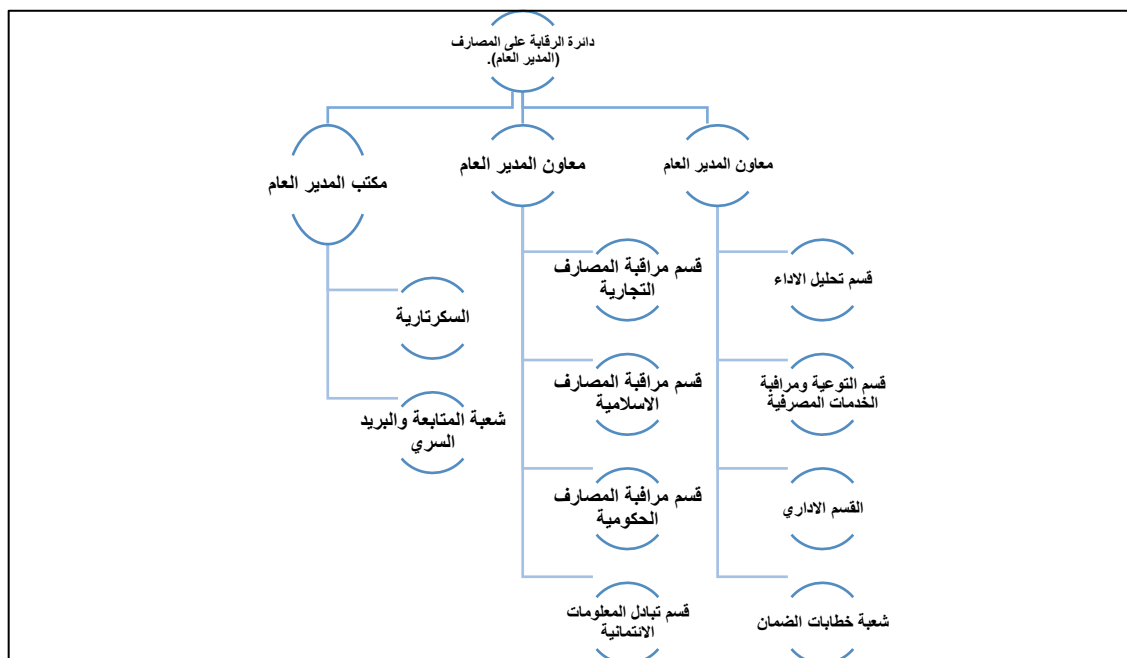 دائرة الرقابة على المصارف
(المدير العام).
معاون المدير العام
معاون المدير العام
مكتب المدير العام
قسم تحليل الاداء
قسم التوعية ومراقبة
الخدمات المصرفية
القسم الاداري
شعبة خطابات الضمان
قسم مراقبة المصارف
التجارية
قسم مراقبة المصارف
الاسلامية
قسم مراقبة المصارف
الحكومية
قسم تبادل المعلومات
الائتمانية
السكرتارية
شعبة المتابعة والبريد
السري